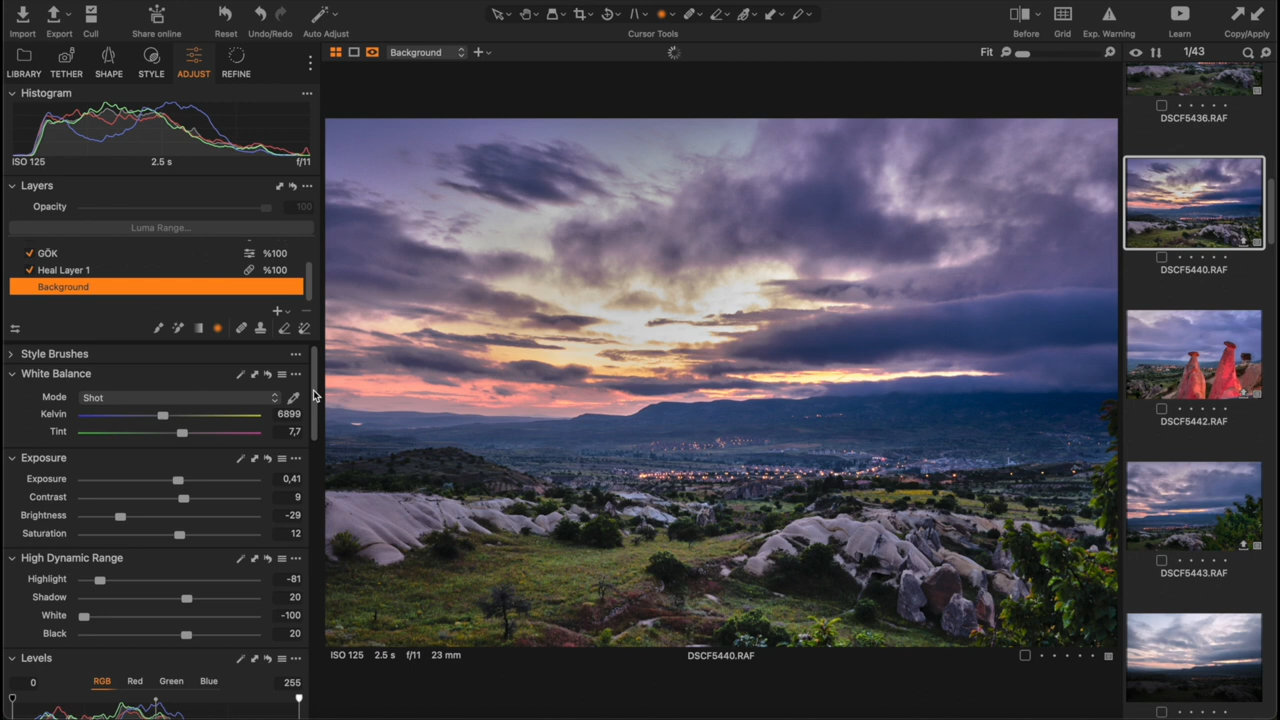 Import Export Cull Share online Reset Undo/Redo Auto Adjust Cursor Tools Before Grid Exp. Warning Learn Copy/Apply
LIBRARY TETHER SHAPE STYLE ADJUST REFINE
Background
Fit
1/43
Histogram
ISO 125 2.5 s f/11
Layers
Opacity 100
Luma Range...
GÖK %100
Heal Layer 1 %100
Background
Style Brushes
White Balance
Mode Shot
Kelvin 6899
Tint 7,7
Exposure
Exposure 0,41
Contrast 9
Brightness -29
Saturation 12
High Dynamic Range
Highlight -81
Shadow 20
White -100
Black 20
Levels
0 RGB Red Green Blue 255
ISO 125 2.5 s f/11 23 mm
DSCF5440.RAF
DSCF5436.RAF
DSCF5440.RAF
DSCF5442.RAF
DSCF5443.RAF